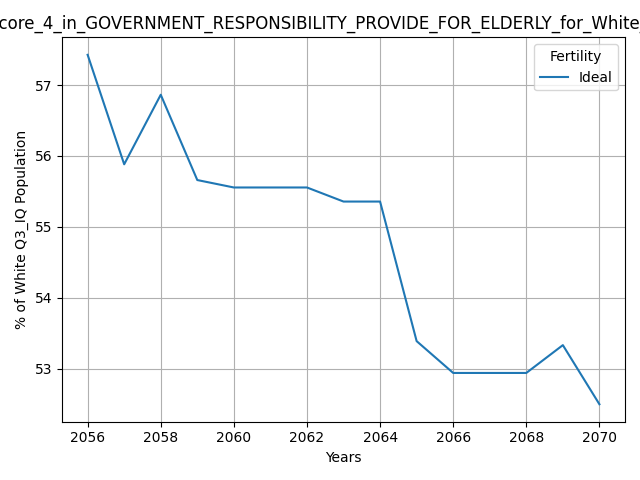 core_4_in_GOVERNMENT_RESPONSIBILITY_PROVIDE_FOR_ELDERLY_for_White_
Fertility
Ideal
57
56
55
54
53
% of White Q3_IQ Population
2056 2058 2060 2062 2064 2066 2068 2070
Years